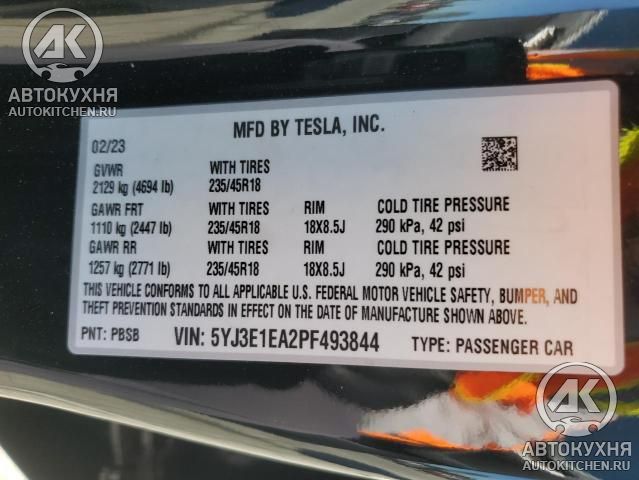 AK
АВТОКУХНЯ
AUTOKITCHEN.RU
MFD BY TESLA, INC.
02/23
GVWR WITH TIRES
2129 kg (4694 lb) 235/45R18
GAWR FRT WITH TIRES RIM COLD TIRE PRESSURE
1110 kg (2447 lb) 235/45R18 18X8.5J 290 kPa, 42 psi
GAWR RR WITH TIRES RIM COLD TIRE PRESSURE
1257 kg (2771 lb) 235/45R18 18X8.5J 290 kPa, 42 psi
THIS VEHICLE CONFORMS TO ALL APPLICABLE U.S. FEDERAL MOTOR VEHICLE SAFETY, BUMPER, AND
THEFT PREVENTION STANDARDS IN EFFECT ON THE DATE OF MANUFACTURE SHOWN ABOVE.
PNT: PBSB VIN: 5YJ3E1EA2PF493844 TYPE: PASSENGER CAR
AK
АВТОКУХНЯ
AUTOKITCHEN.RU